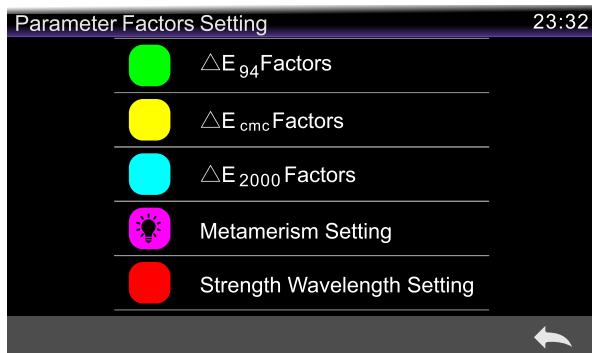 Parameter Factors Setting 23:32
△E 94 Factors
△E cmc Factors
△E 2000 Factors
Metamerism Setting
Strength Wavelength Setting